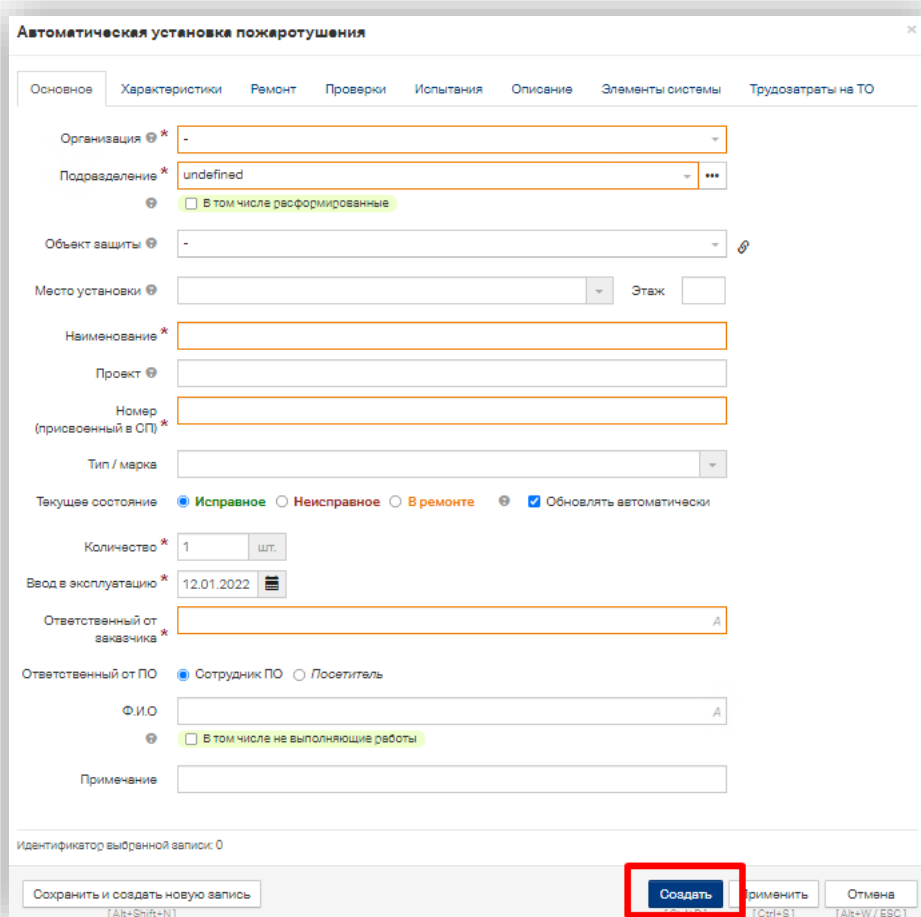 Автоматическая установка пожаротушения ×
Основное Характеристики Ремонт Проверки Испытания Описание Элементы системы Трудозатраты на ТО
Организация * -
Подразделение * undefined •••
В том числе расформированные
Объект защиты -
Место установки Этаж
Наименование *
Проект
Номер
(присвоенный в СП) *
Тип / марка
Текущее состояние Исправное Неисправное В ремонте Обновлять автоматически
Количество * 1 шт.
Ввод в эксплуатацию * 12.01.2022
Ответственный от
заказчика * A
Ответственный от ПО Сотрудник ПО Посетитель
Ф.И.О A
В том числе не выполняющие работы
Примечание
Идентификатор выбранной записи: 0
Сохранить и создать новую запись Создать Применить Отмена
[Alt+Shift+N] [Ctrl+S] [Alt+W / ESC]